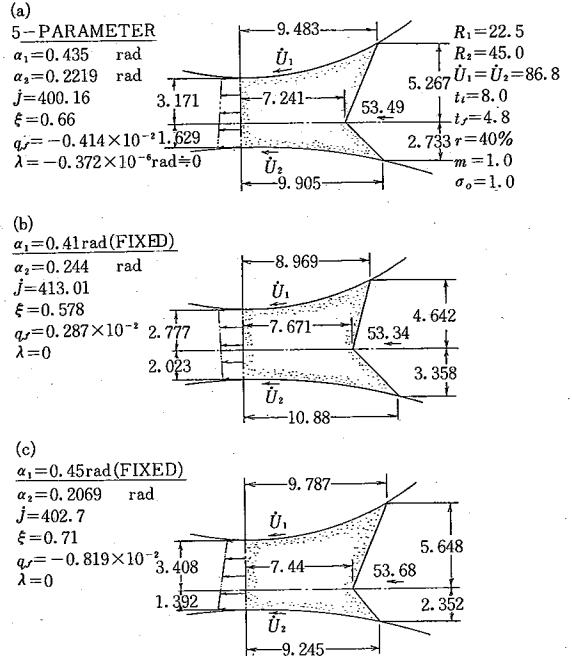 (a)
5-PARAMETER
α₁=0.435 rad
α₂=0.2219 rad
j̇=400.16
ξ=0.66
q_f=-0.414×10⁻²
λ=-0.372×10⁻⁶rad≒0
9.483
U̇₁
3.171
7.241
53.49
5.267
1.629
2.733
U̇₂
9.905
R₁=22.5
R₂=45.0
U̇₁=U̇₂=86.8
t_i=8.0
t_f=4.8
r=40%
m=1.0
σ₀=1.0
(b)
α₁=0.41rad(FIXED)
α₂=0.244 rad
j̇=413.01
ξ=0.578
q_f=0.287×10⁻²
λ=0
8.969
U̇₁
2.777
7.671
53.34
4.642
2.023
3.358
U̇₂
10.88
(c)
α₁=0.45rad(FIXED)
α₂=0.2069 rad
j̇=402.7
ξ=0.71
q_f=-0.819×10⁻²
λ=0
9.787
U̇₁
3.408
7.44
53.68
5.648
1.392
2.352
U̇₂
9.245